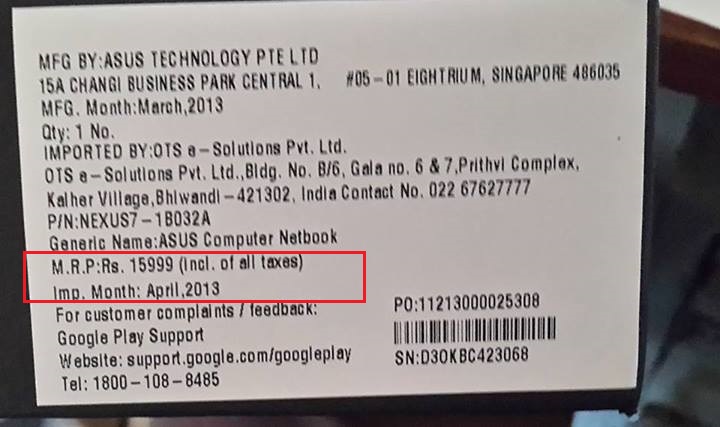 MFG BY:ASUS TECHNOLOGY PTE LTD
15A CHANGI BUSINESS PARK CENTRAL 1, #05-01 EIGHTRIUM, SINGAPORE 486035
MFG. Month:March,2013
Qty: 1 No.
IMPORTED BY:OTS e-Solutions Pvt. Ltd.
OTS e-Solutions Pvt. Ltd.,Bldg. No. B/6, Gala no. 6 & 7,Prithvi Complex,
Kalher Village,Bhiwandi-421302, India Contact No. 022 67627777
P/N:NEXUS7-1B032A
Generic Name:ASUS Computer Netbook
M.R.P:Rs. 15999 (Incl. of all taxes)
Imp. Month: April,2013
For customer complaints / feedback:
Google Play Support
Website: support.google.com/googleplay
Tel: 1800-108-8485
PO:11213000025308
SN:D3OKBC423068